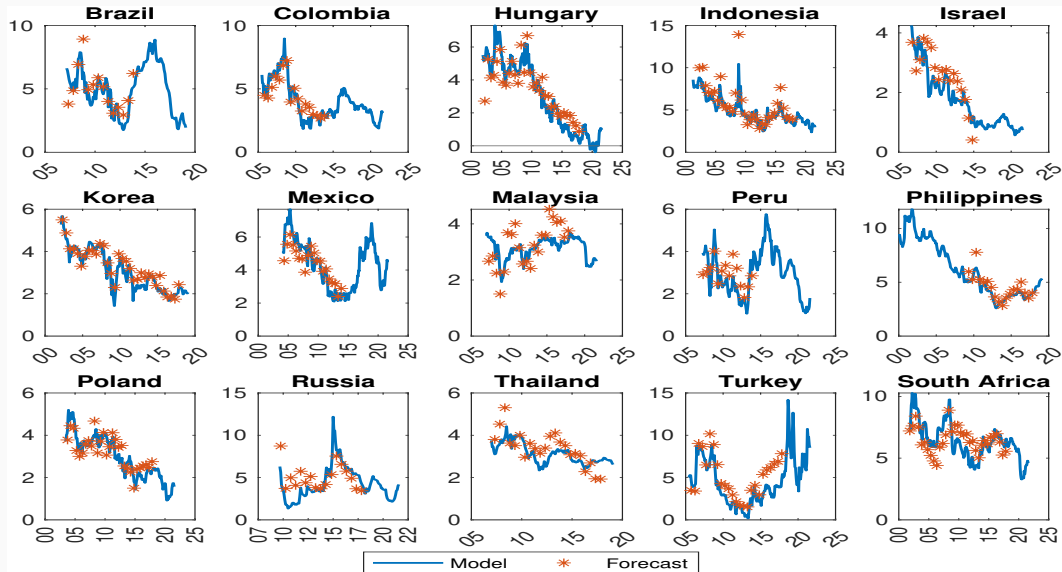 Brazil Colombia Hungary Indonesia Israel
10 5 0 05 10 15 20
10 5 0 05 10 15 20 25
6 4 2 0 00 05 10 15 20 25
15 10 5 0 00 05 10 15 20 25
4 2 0 05 10 15 20 25
Korea Mexico Malaysia Peru Philippines
6 4 2 0 00 05 10 15 20
6 4 2 0 00 05 10 15 20 25
4 2 0 05 10 15 20 25
6 4 2 0 05 10 15 20 25
10 5 0 00 05 10 15 20
Poland Russia Thailand Turkey South Africa
6 4 2 0 00 05 10 15 20 25
15 10 5 0 07 10 12 15 17 20 22
6 4 2 0 05 10 15 20
15 10 5 0 05 10 15 20 25
10 5 0 00 05 10 15 20 25
Model Forecast